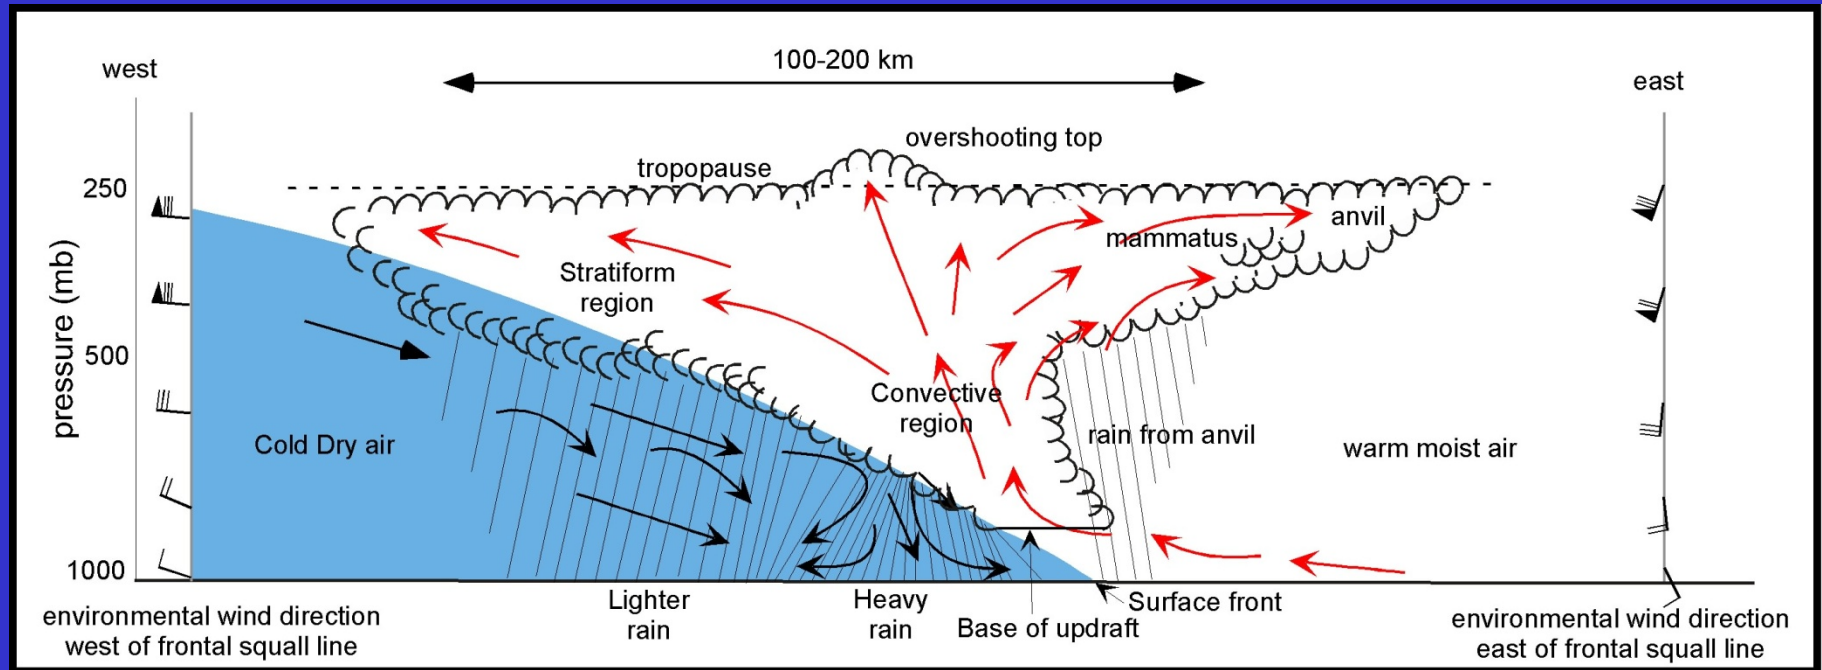 100-200 km
west
east
overshooting top
tropopause
250
anvil
mammatus
Stratiform
region
pressure (mb)
500
Convective
region
Cold Dry air
rain from anvil
warm moist air
1000
Lighter
rain
Heavy
rain
Base of updraft
Surface front
environmental wind direction
west of frontal squall line
environmental wind direction
east of frontal squall line